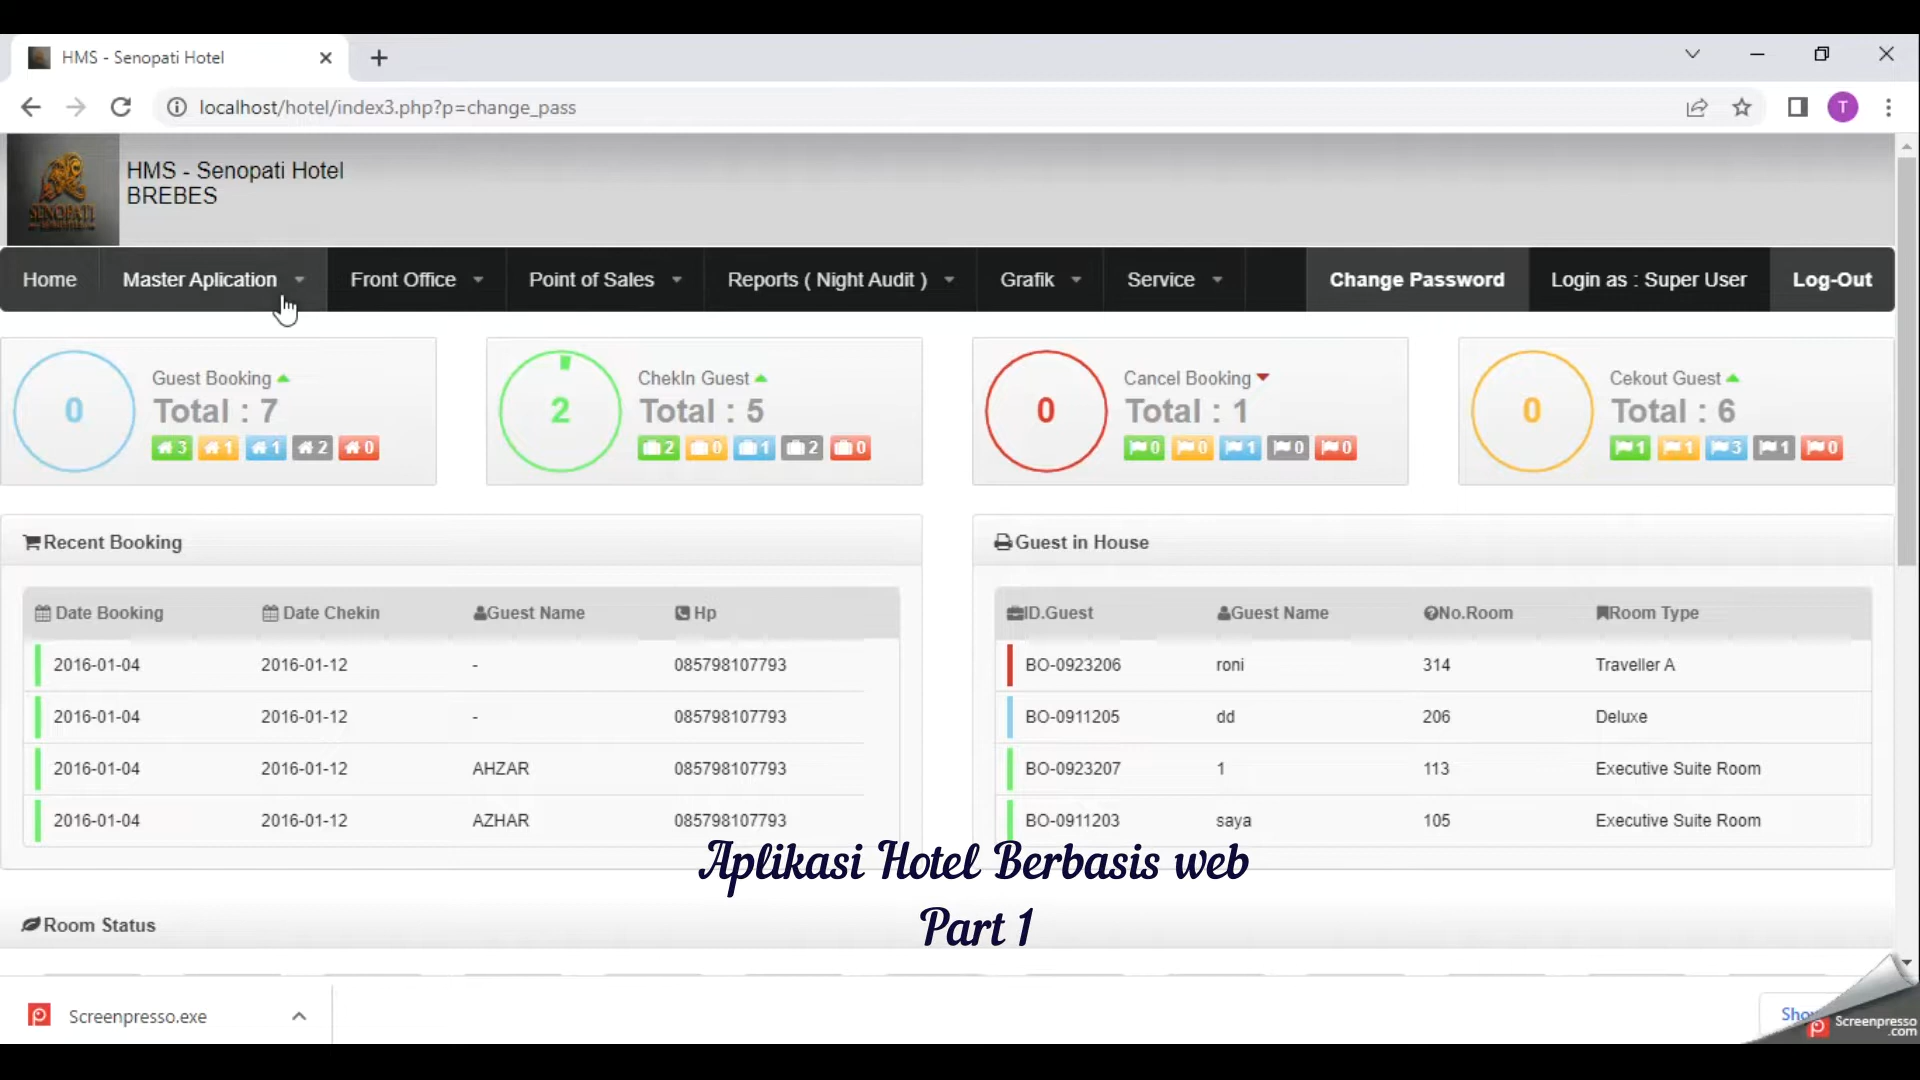 HMS - Senopati Hotel
localhost/hotel/index3.php?p=change_pass
T
SENOPATI
HMS - Senopati Hotel
BREBES
Home Master Aplication Front Office Point of Sales Reports ( Night Audit ) Grafik Service Change Password Login as : Super User Log-Out
0 Guest Booking
Total : 7
3 1 1 2 0
2 ChekIn Guest
Total : 5
2 0 1 2 0
0 Cancel Booking
Total : 1
0 0 1 0 0
0 Cekout Guest
Total : 6
1 1 3 1 0
Recent Booking
Date Booking Date Chekin Guest Name Hp
2016-01-04 2016-01-12 - 085798107793
2016-01-04 2016-01-12 - 085798107793
2016-01-04 2016-01-12 AHZAR 085798107793
2016-01-04 2016-01-12 AZHAR 085798107793
Guest in House
ID.Guest Guest Name No.Room Room Type
BO-0923206 roni 314 Traveller A
BO-0911205 dd 206 Deluxe
BO-0923207 1 113 Executive Suite Room
BO-0911203 saya 105 Executive Suite Room
Aplikasi Hotel Berbasis web
Part 1
Room Status
Screenpresso.exe
Screenpresso
.com